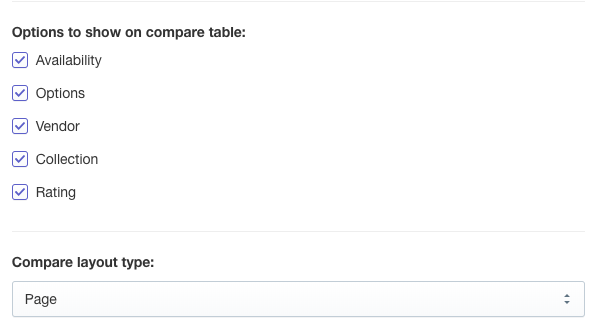 Options to show on compare table:
Availability
Options
Vendor
Collection
Rating
Compare layout type:
Page